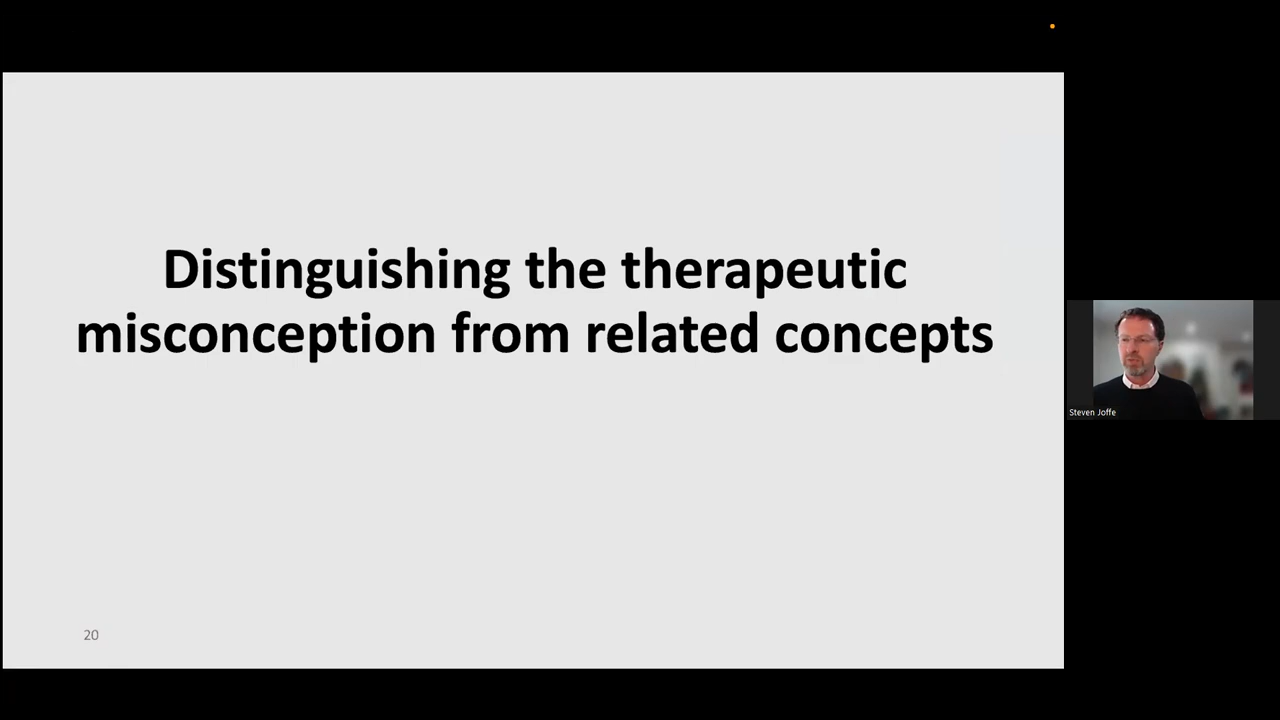 Distinguishing the therapeutic
misconception from related concepts
Steven Joffe
20